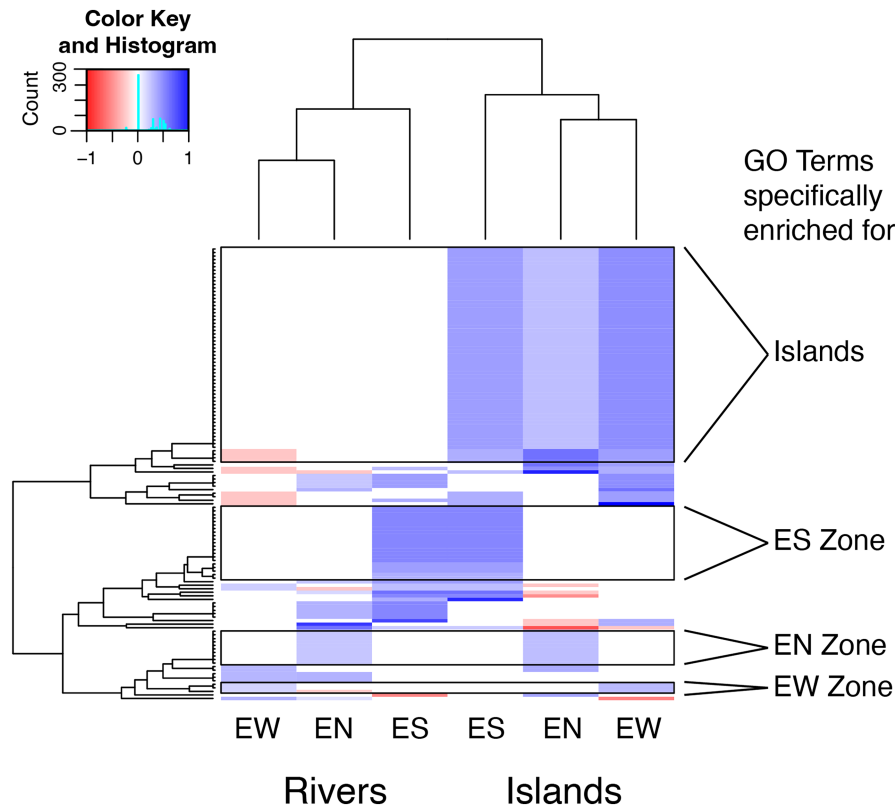 Color Key
and Histogram
Count
300
0
−1 0 1
GO Terms
specifically
enriched for
Islands
ES Zone
EN Zone
EW Zone
EW EN ES ES EN EW
Rivers Islands